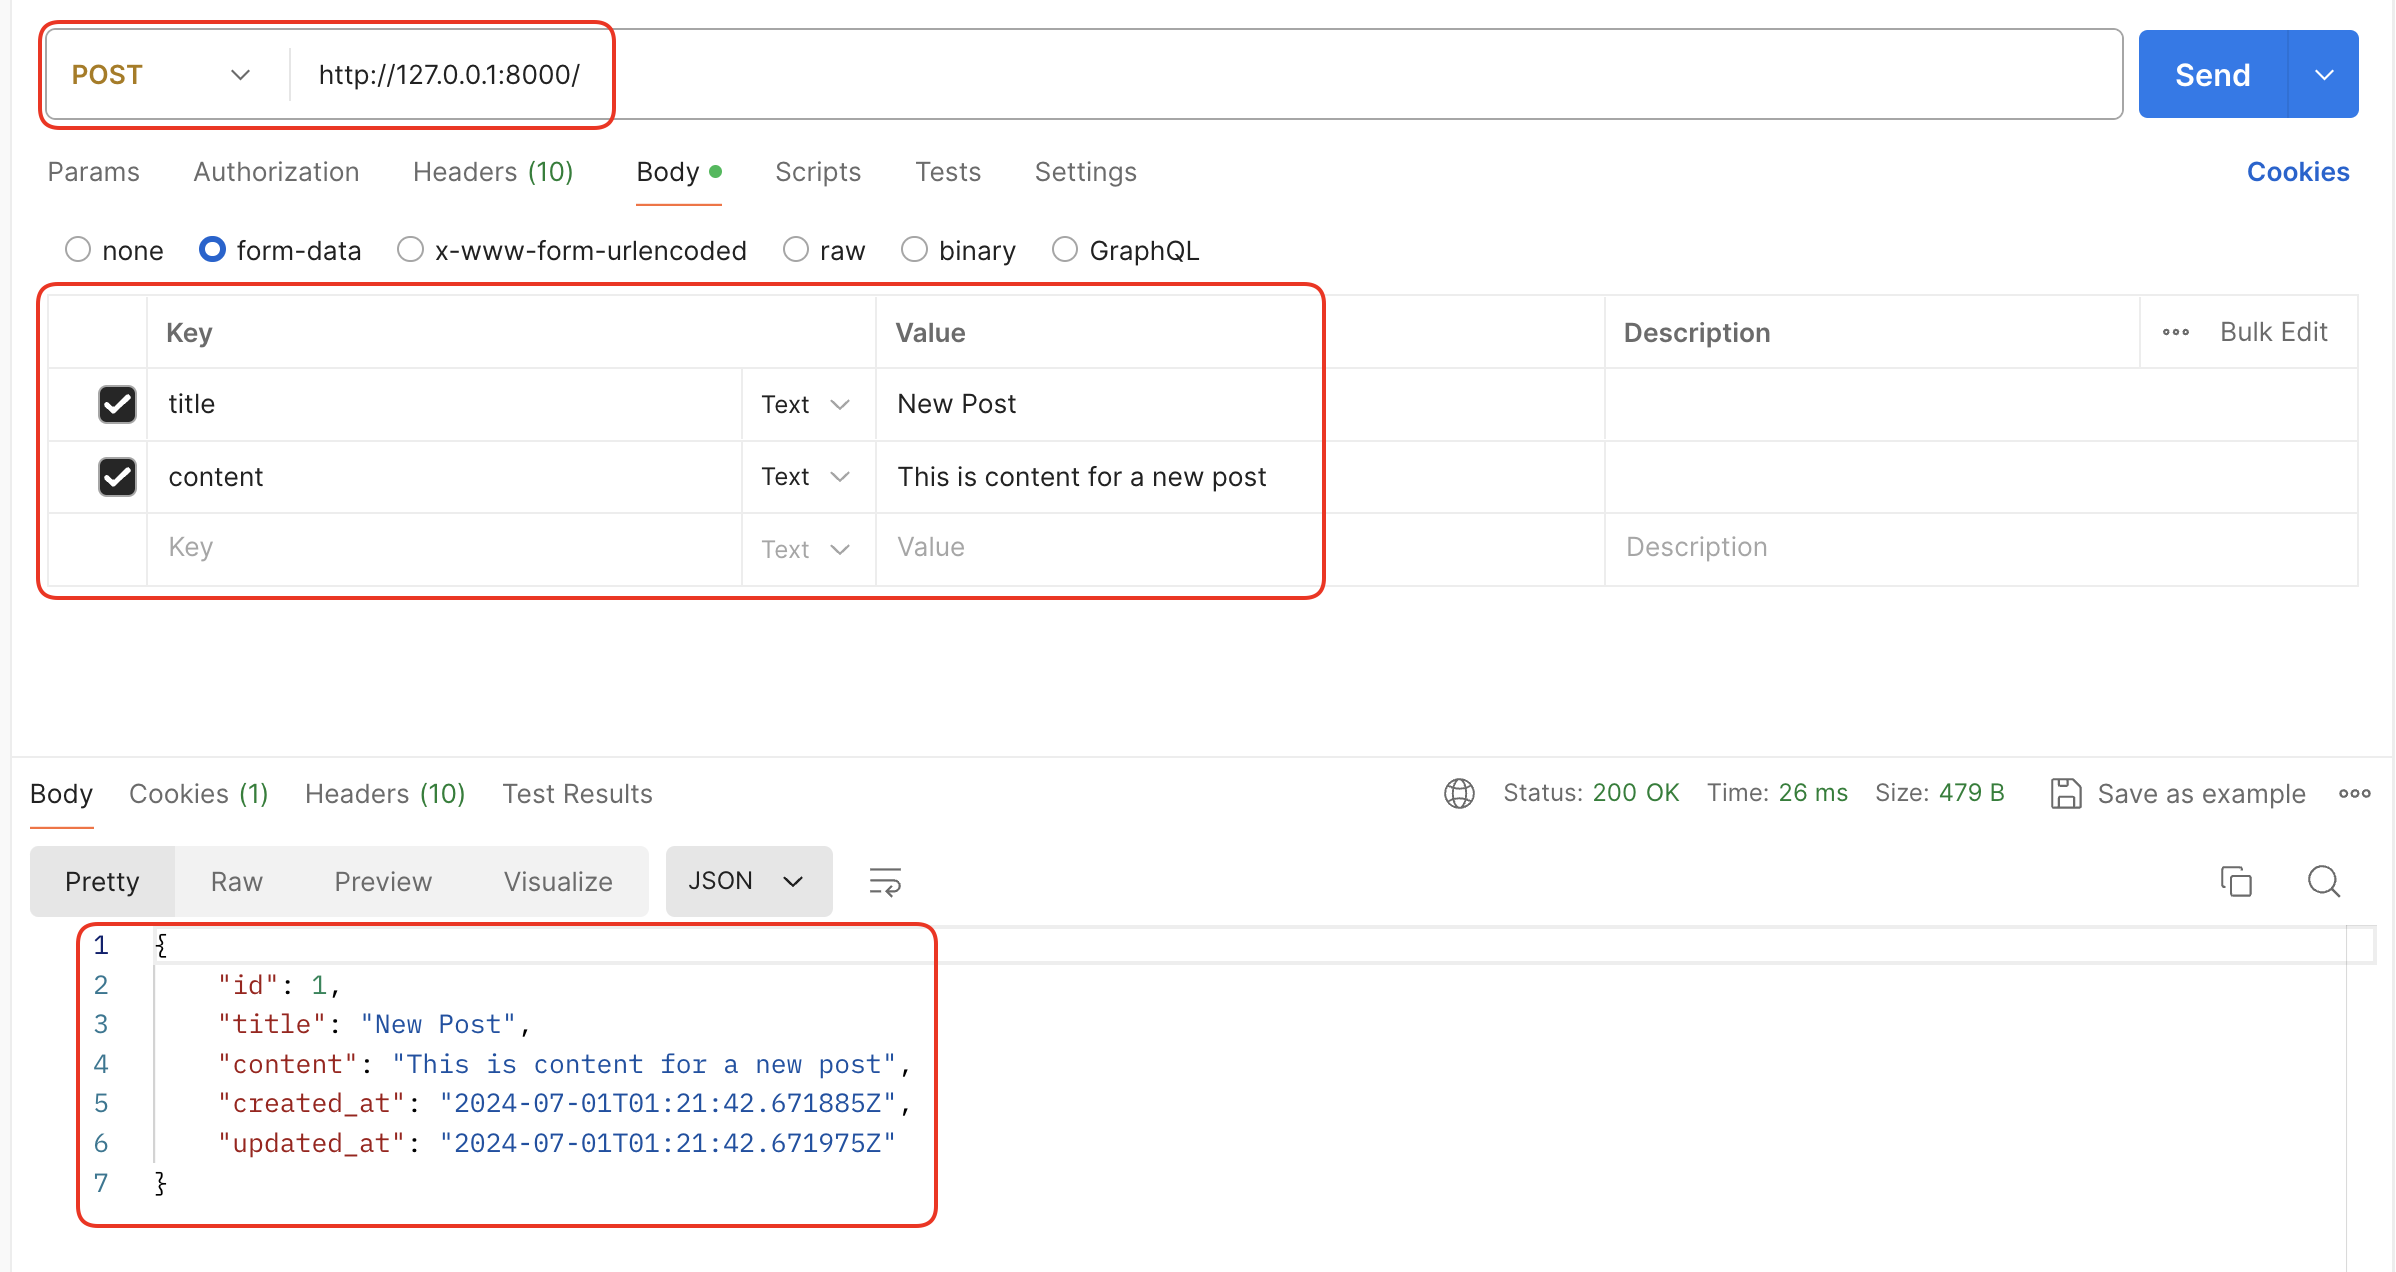 POST http://127.0.0.1:8000/ Send
Params Authorization Headers (10) Body Scripts Tests Settings Cookies
none form-data x-www-form-urlencoded raw binary GraphQL
Key Value Description Bulk Edit
title Text New Post
content Text This is content for a new post
Key Text Value Description
Body Cookies (1) Headers (10) Test Results Status: 200 OK Time: 26 ms Size: 479 B Save as example
Pretty Raw Preview Visualize JSON
1 {
2 "id": 1,
3 "title": "New Post",
4 "content": "This is content for a new post",
5 "created_at": "2024-07-01T01:21:42.671885Z",
6 "updated_at": "2024-07-01T01:21:42.671975Z"
7 }